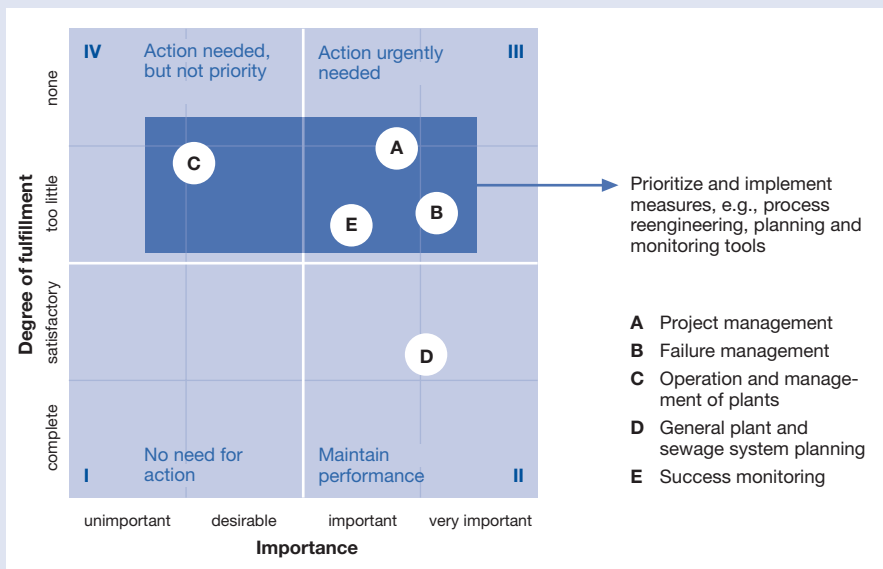 IV
Action needed,
but not priority
Action urgently
needed
III
none
too little
satisfactory
complete
Degree of fulfillment
A
C
B
E
D
Prioritize and implement
measures, e.g., process
reengineering, planning and
monitoring tools
A Project management
B Failure management
C Operation and manage-
ment of plants
D General plant and
sewage system planning
E Success monitoring
I
No need for
action
Maintain
performance
II
unimportant
desirable
important
very important
Importance